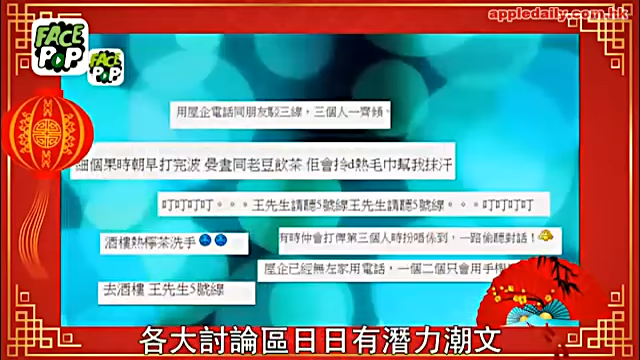 FACE POP
appledaily.com.hk
FACE POP
用屋企電話同朋友駁三線，三個人一齊傾。
細個果時朝早打完波 晏晝同老豆飲茶 佢會拎d熱毛巾幫我抹汗
叮叮叮叮。。。王先生請聽5號線王先生請聽5號線。。。叮叮叮叮
酒樓熱檸茶洗手
有時仲會打俾第三個人時扮唔係到，一路偷聽對話！
屋企已經無左家用電話，一個二個只會用手機
去酒樓 王先生5號線
各大討論區日日有潛力潮文